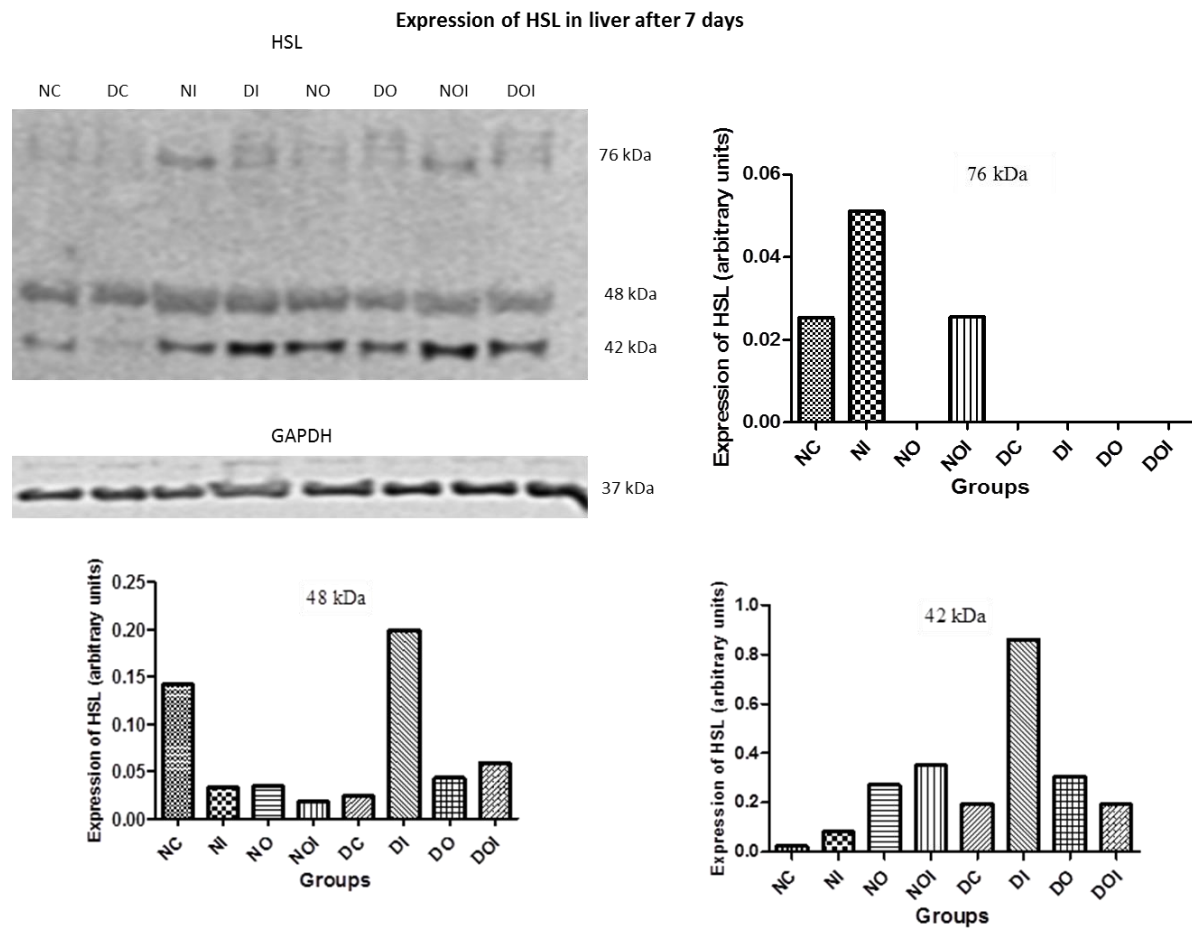 Expression of HSL in liver after 7 days
HSL
NC DC NI DI NO DO NOI DOI
76 kDa
48 kDa
42 kDa
GAPDH
37 kDa
76 kDa
Expression of HSL (arbitrary units)
0.06
0.04
0.02
0.00
NC NI NO NOI DC DI DO DOI
Groups
48 kDa
Expression of HSL (arbitrary units)
0.25
0.20
0.15
0.10
0.05
0.00
NC NI NO NOI DC DI DO DOI
Groups
42 kDa
Expression of HSL (arbitrary units)
1.0
0.8
0.6
0.4
0.2
0.0
NC NI NO NOI DC DI DO DOI
Groups